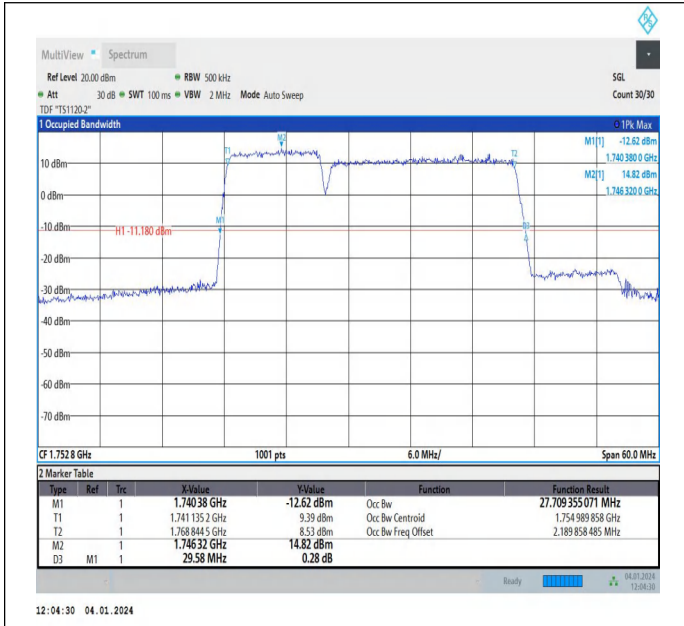 R&S
MultiView Spectrum
Ref Level 20.00 dBm RBW 500 kHz SGL
Att 30 dB SWT 100 ms VBW 2 MHz Mode Auto Sweep Count 30/30
TDF "TS1120-2"
1 Occupied Bandwidth 1Pk Max
M1[1] -12.62 dBm
1.740 380 0 GHz
M2[1] 14.82 dBm
1.746 320 0 GHz
M2
T1
T2
10 dBm
0 dBm
M1
-10 dBm
H1 -11.180 dBm
D3
-20 dBm
-30 dBm
-40 dBm
-50 dBm
-60 dBm
-70 dBm
CF 1.752 8 GHz 1001 pts 6.0 MHz/ Span 60.0 MHz
2 Marker Table
Type Ref Trc X-Value Y-Value Function Function Result
M1 1 1.740 38 GHz -12.62 dBm Occ Bw 27.709 355 071 MHz
T1 1 1.741 135 2 GHz 9.39 dBm Occ Bw Centroid 1.754 989 858 GHz
T2 1 1.768 844 5 GHz 8.53 dBm Occ Bw Freq Offset 2.189 858 485 MHz
M2 1 1.746 32 GHz 14.82 dBm
D3 M1 1 29.58 MHz 0.28 dB
Ready 04.01.2024
12:04:30
12:04:30 04.01.2024